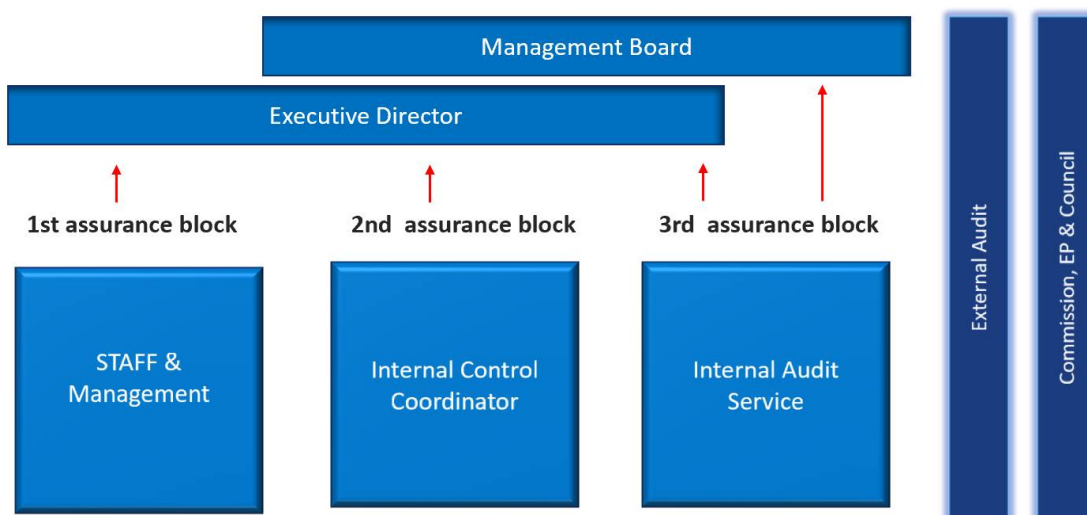 Management Board
Executive Director
1st assurance block
2nd  assurance block
3rd  assurance block
STAFF &
Management
Internal Control
Coordinator
Internal Audit
Service
External Audit
Commission, EP & Council